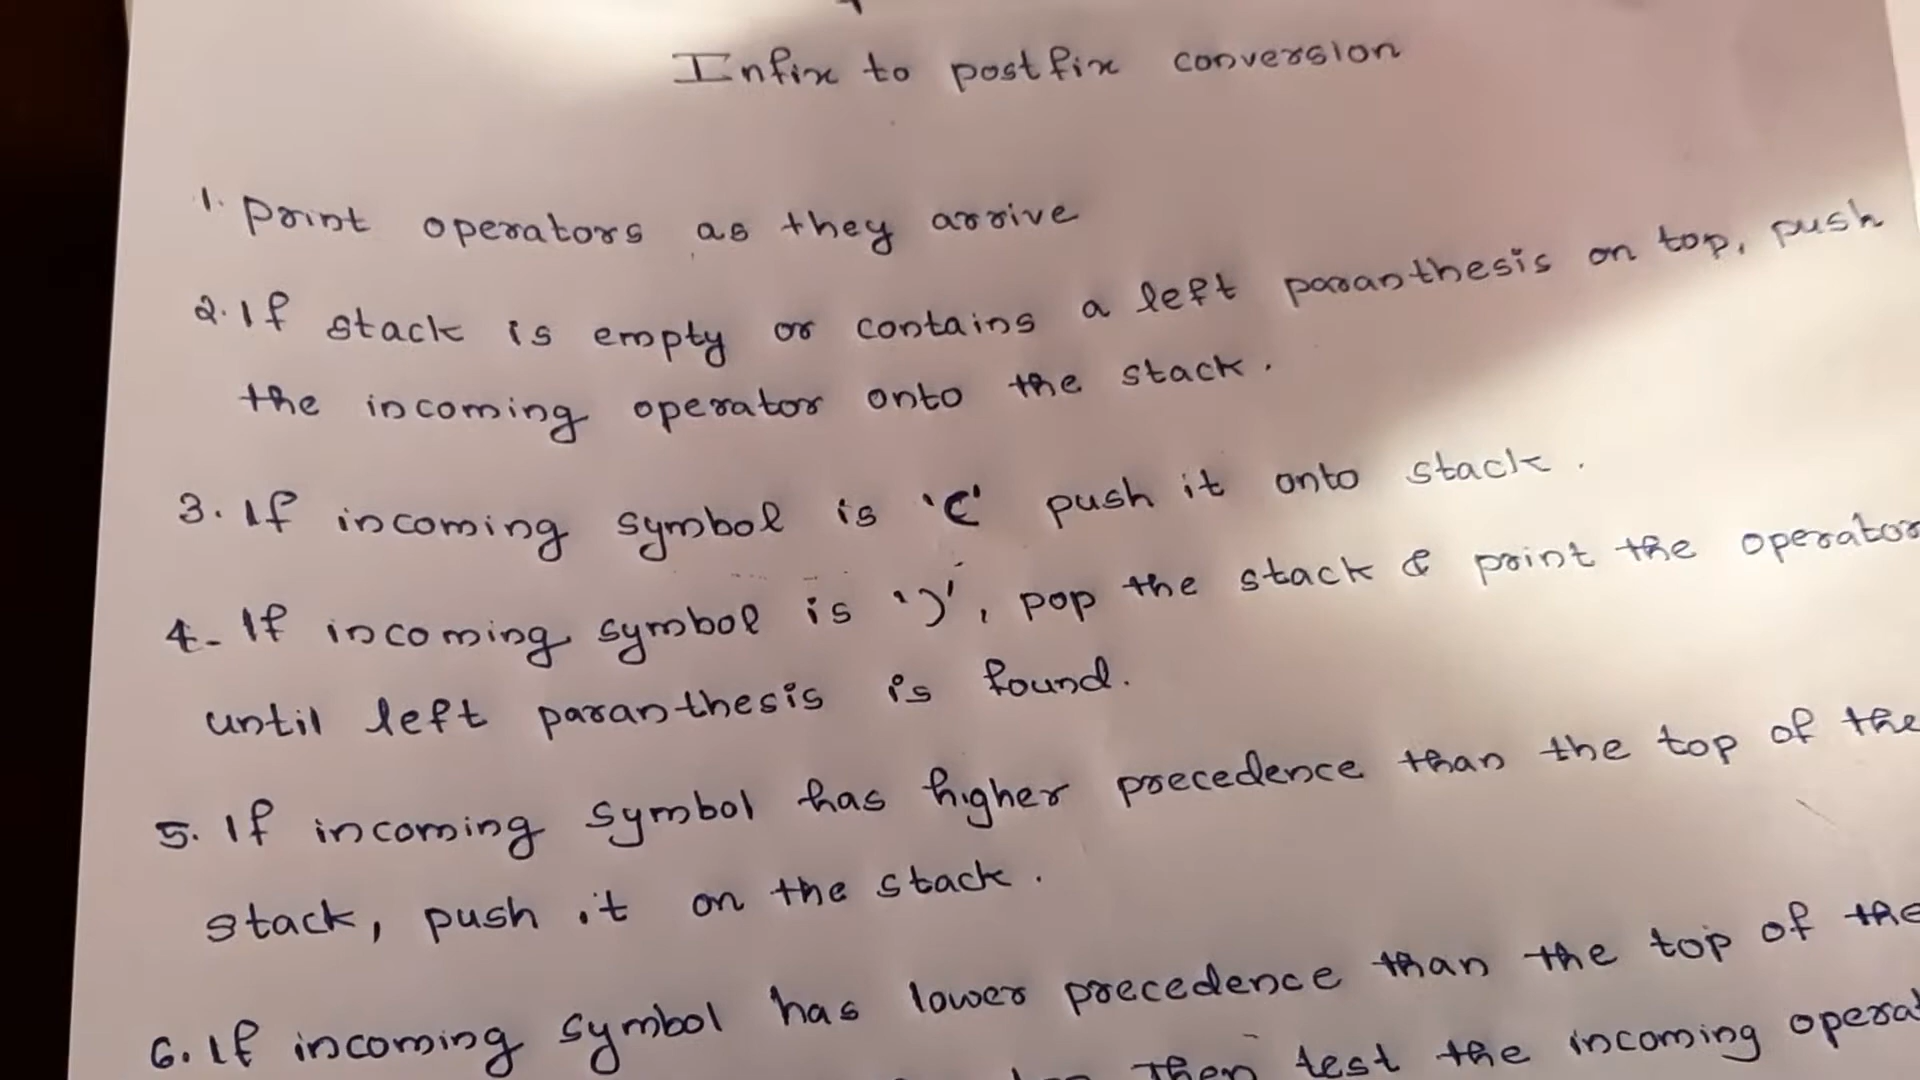 Infix to postfix conversion
1. print operators as they arrive
2. If stack is empty or contains a left paranthesis on top, push
the incoming operator onto the stack.
3. If incoming symbol is '(' push it onto stack.
4. If incoming symbol is ')', pop the stack & print the operator
until left paranthesis is found.
5. If incoming symbol has higher precedence than the top of the
stack, push it on the stack.
6. If incoming symbol has lower precedence than the top of the
Then test the incoming